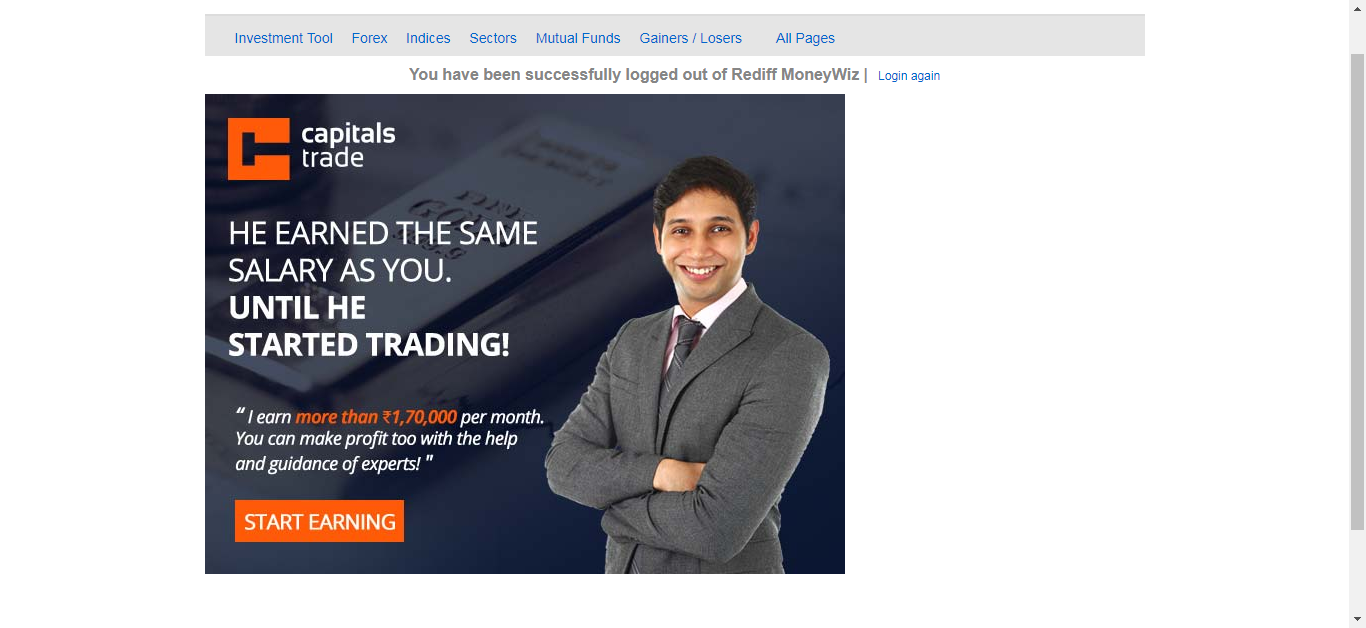 Investment Tool Forex Indices Sectors Mutual Funds Gainers / Losers All Pages
You have been successfully logged out of Rediff MoneyWiz | Login again
capitals
trade
HE EARNED THE SAME
SALARY AS YOU.
UNTIL HE
STARTED TRADING!
“ I earn more than ₹1,70,000 per month.
You can make profit too with the help
and guidance of experts! "
START EARNING